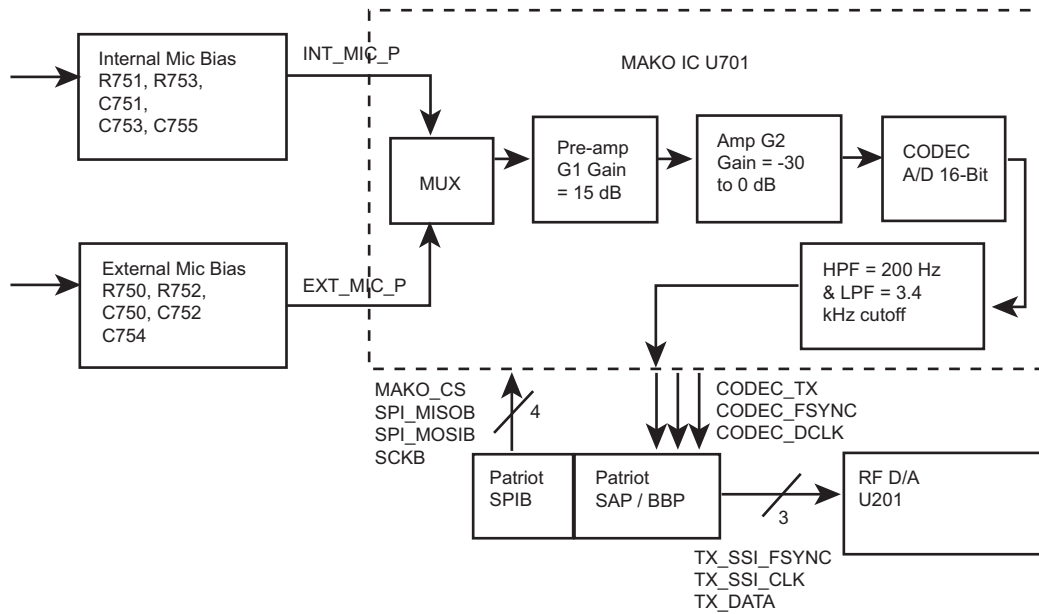 Internal Mic Bias
R751, R753,
C751,
C753, C755
INT_MIC_P
MAKO IC U701
MUX
Pre-amp
G1 Gain
= 15 dB
Amp G2
Gain = -30
to 0 dB
CODEC
A/D 16-Bit
External Mic Bias
R750, R752,
C750, C752
C754
EXT_MIC_P
HPF = 200 Hz
& LPF = 3.4
kHz cutoff
MAKO_CS
SPI_MISOB
SPI_MOSIB
SCKB
4
CODEC_TX
CODEC_FSYNC
CODEC_DCLK
Patriot
SPIB
Patriot
SAP / BBP
3
RF D/A
U201
TX_SSI_FSYNC
TX_SSI_CLK
TX_DATA